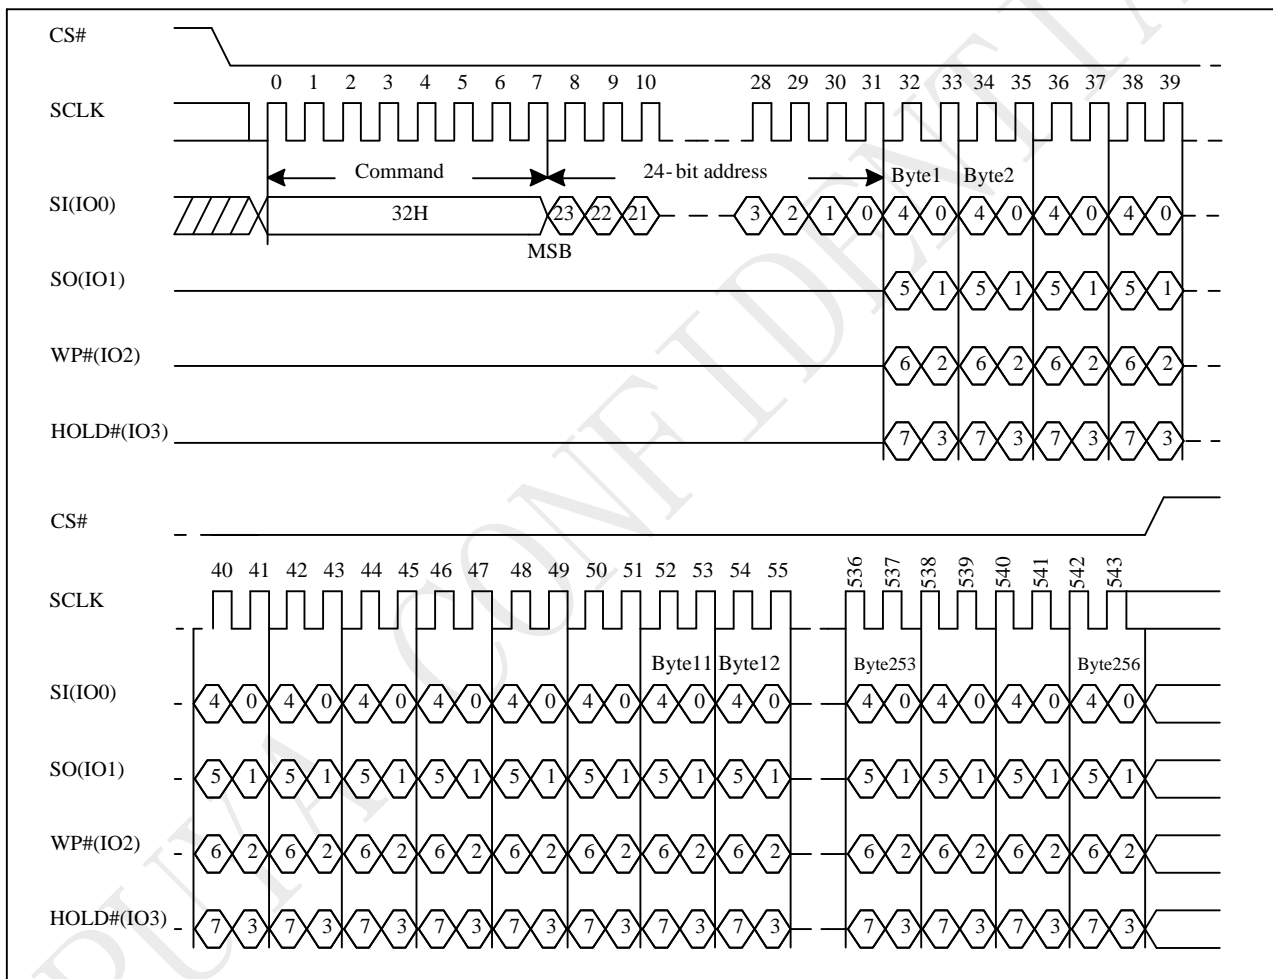 CS#
0 1 2 3 4 5 6 7 8 9 10 28 29 30 31 32 33 34 35 36 37 38 39
SCLK
Command 24-bit address Byte1 Byte2
SI(IO0) 32H 23 22 21 3 2 1 0 4 0 4 0 4 0 4 0
MSB
SO(IO1) 5 1 5 1 5 1 5 1
WP#(IO2) 6 2 6 2 6 2 6 2
HOLD#(IO3) 7 3 7 3 7 3 7 3
CS#
40 41 42 43 44 45 46 47 48 49 50 51 52 53 54 55 536 537 538 539 540 541 542 543
SCLK
Byte11 Byte12 Byte253 Byte256
SI(IO0) 4 0 4 0 4 0 4 0 4 0 4 0 4 0 4 0 4 0 4 0 4 0 4 0
SO(IO1) 5 1 5 1 5 1 5 1 5 1 5 1 5 1 5 1 5 1 5 1 5 1 5 1
WP#(IO2) 6 2 6 2 6 2 6 2 6 2 6 2 6 2 6 2 6 2 6 2 6 2 6 2
HOLD#(IO3) 7 3 7 3 7 3 7 3 7 3 7 3 7 3 7 3 7 3 7 3 7 3 7 3
PUYA CONFIDENTIA